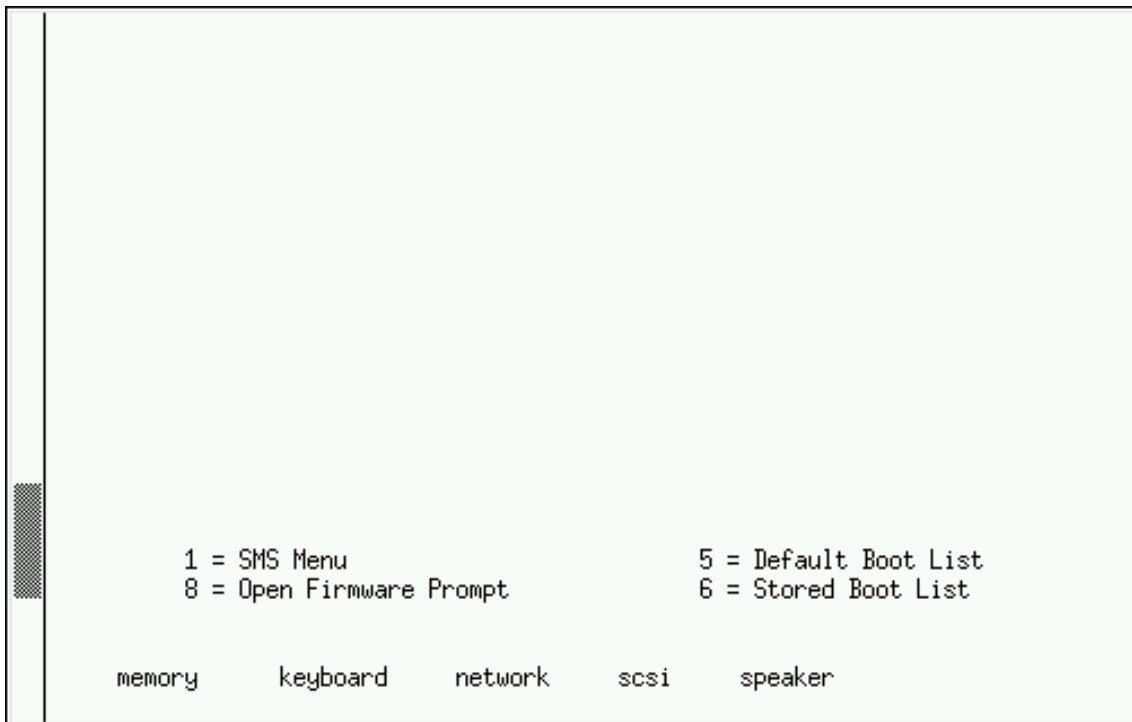 1 = SMS Menu                          5 = Default Boot List
8 = Open Firmware Prompt              6 = Stored Boot List
memory      keyboard     network     scsi     speaker